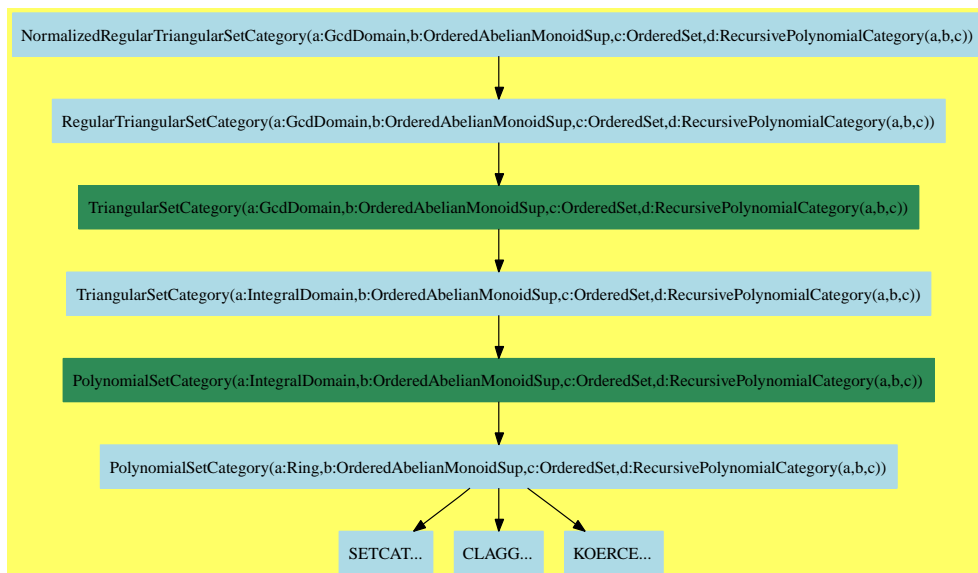 NormalizedRegularTriangularSetCategory(a:GcdDomain,b:OrderedAbelianMonoidSup,c:OrderedSet,d:RecursivePolynomialCategory(a,b,c))
RegularTriangularSetCategory(a:GcdDomain,b:OrderedAbelianMonoidSup,c:OrderedSet,d:RecursivePolynomialCategory(a,b,c))
TriangularSetCategory(a:GcdDomain,b:OrderedAbelianMonoidSup,c:OrderedSet,d:RecursivePolynomialCategory(a,b,c))
TriangularSetCategory(a:IntegralDomain,b:OrderedAbelianMonoidSup,c:OrderedSet,d:RecursivePolynomialCategory(a,b,c))
PolynomialSetCategory(a:IntegralDomain,b:OrderedAbelianMonoidSup,c:OrderedSet,d:RecursivePolynomialCategory(a,b,c))
PolynomialSetCategory(a:Ring,b:OrderedAbelianMonoidSup,c:OrderedSet,d:RecursivePolynomialCategory(a,b,c))
SETCAT... CLAGG... KOERCE...